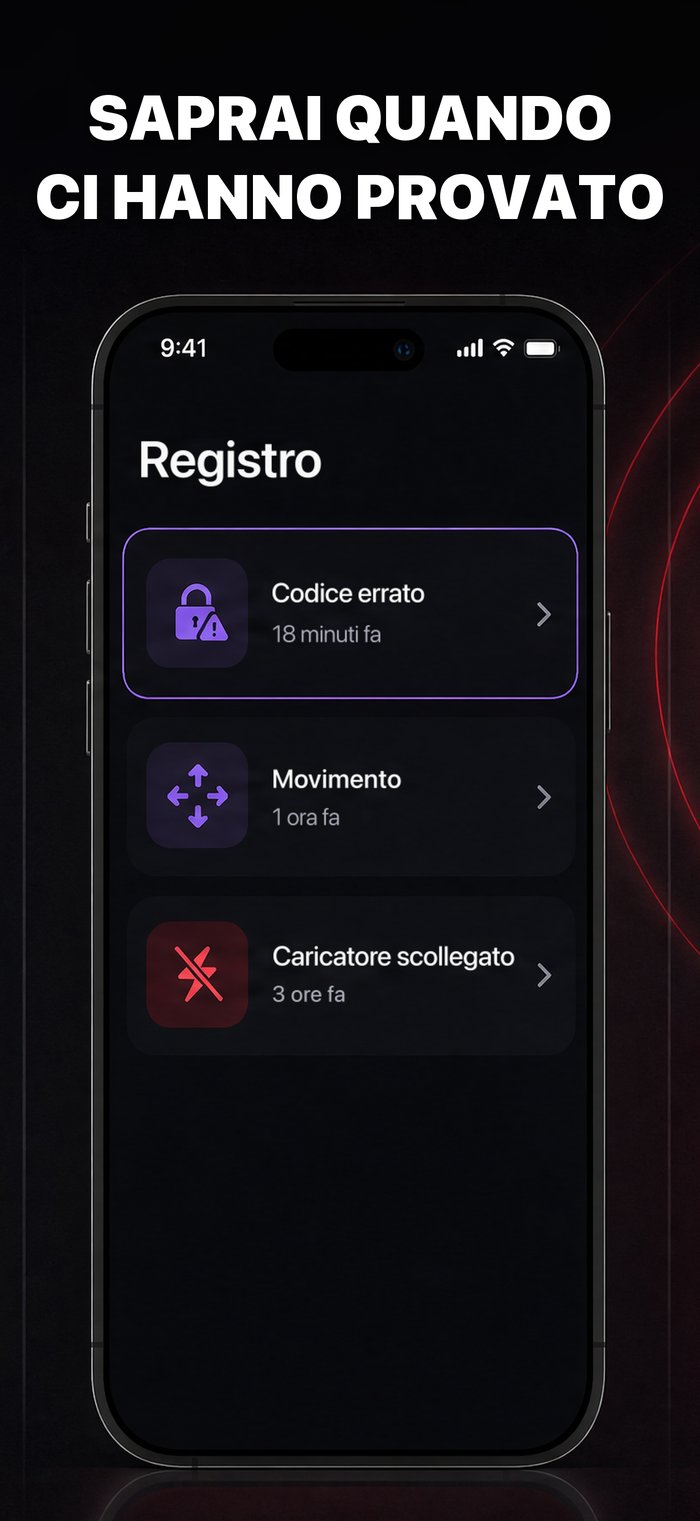 SAPRAI QUANDO
CI HANNO PROVATO
9:41
Registro
Codice errato
18 minuti fa
Movimento
1 ora fa
Caricatore scollegato
3 ore fa